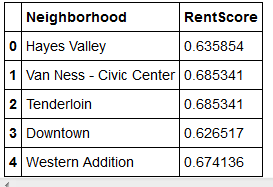 Neighborhood RentScore
0 Hayes Valley 0.635854
1 Van Ness - Civic Center 0.685341
2 Tenderloin 0.685341
3 Downtown 0.626517
4 Western Addition 0.674136